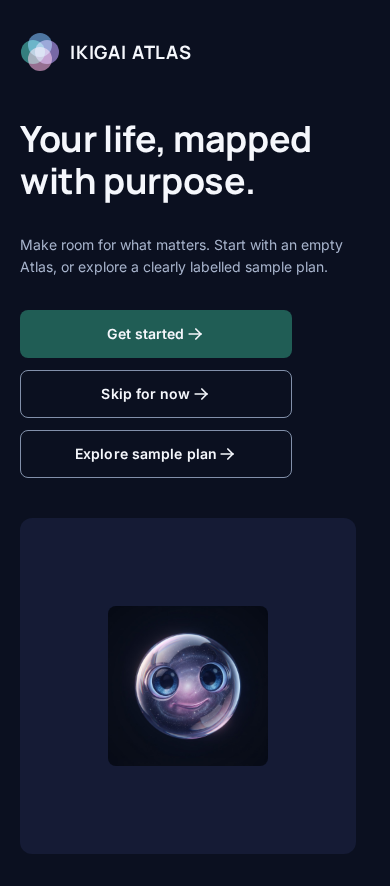 IKIGAI ATLAS
Your life, mapped
with purpose.
Make room for what matters. Start with an empty
Atlas, or explore a clearly labelled sample plan.
Get started →
Skip for now →
Explore sample plan →